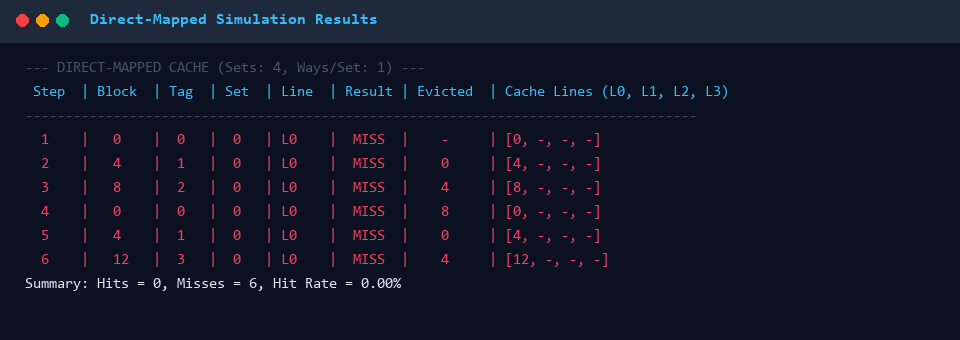 Direct-Mapped Simulation Results
--- DIRECT-MAPPED CACHE (Sets: 4, Ways/Set: 1) ---
Step | Block | Tag | Set | Line | Result | Evicted | Cache Lines (L0, L1, L2, L3)
------------------------------------------------------------------------------------
1 | 0 | 0 | 0 | L0 | MISS | - | [0, -, -, -]
2 | 4 | 1 | 0 | L0 | MISS | 0 | [4, -, -, -]
3 | 8 | 2 | 0 | L0 | MISS | 4 | [8, -, -, -]
4 | 0 | 0 | 0 | L0 | MISS | 8 | [0, -, -, -]
5 | 4 | 1 | 0 | L0 | MISS | 0 | [4, -, -, -]
6 | 12 | 3 | 0 | L0 | MISS | 4 | [12, -, -, -]
Summary: Hits = 0, Misses = 6, Hit Rate = 0.00%